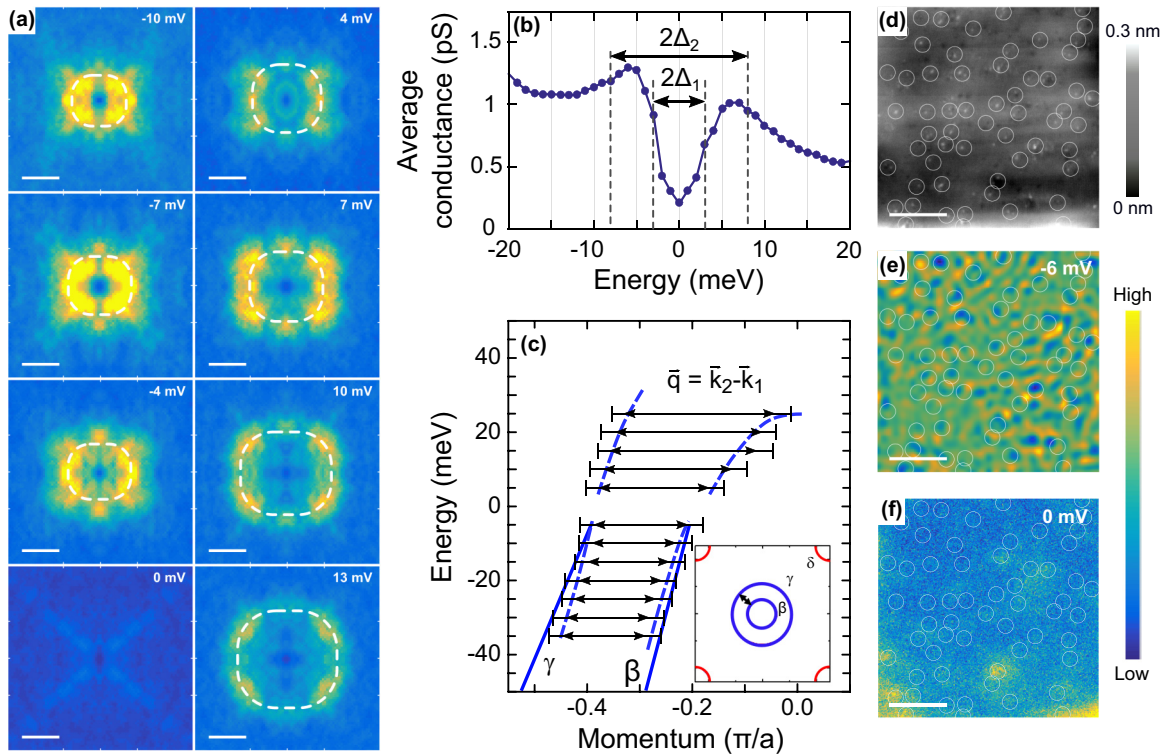 (a)
-10 mV
4 mV
-7 mV
7 mV
-4 mV
10 mV
0 mV
13 mV
(b)
Average
conductance (pS)
1.5
1
0.5
0
2Δ₂
2Δ₁
-20 -10 0 10 20
Energy (meV)
(c)
q̄ = k̄₂-k̄₁
Energy (meV)
40
20
0
-20
-40
γ
β
γ
β
δ
-0.4 -0.2 0.0
Momentum (π/a)
(d)
0.3 nm
0 nm
(e)
-6 mV
High
(f)
0 mV
Low